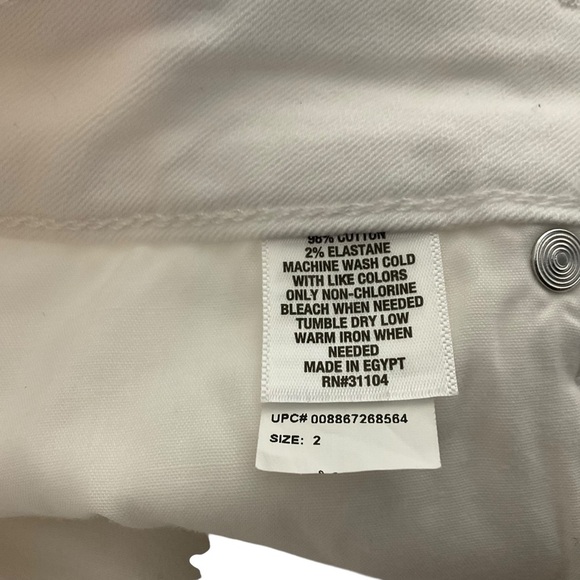 98% COTTON
2% ELASTANE
MACHINE WASH COLD
WITH LIKE COLORS
ONLY NON-CHLORINE
BLEACH WHEN NEEDED
TUMBLE DRY LOW
WARM IRON WHEN
NEEDED
MADE IN EGYPT
RN#31104
UPC# 008867268564
SIZE: 2